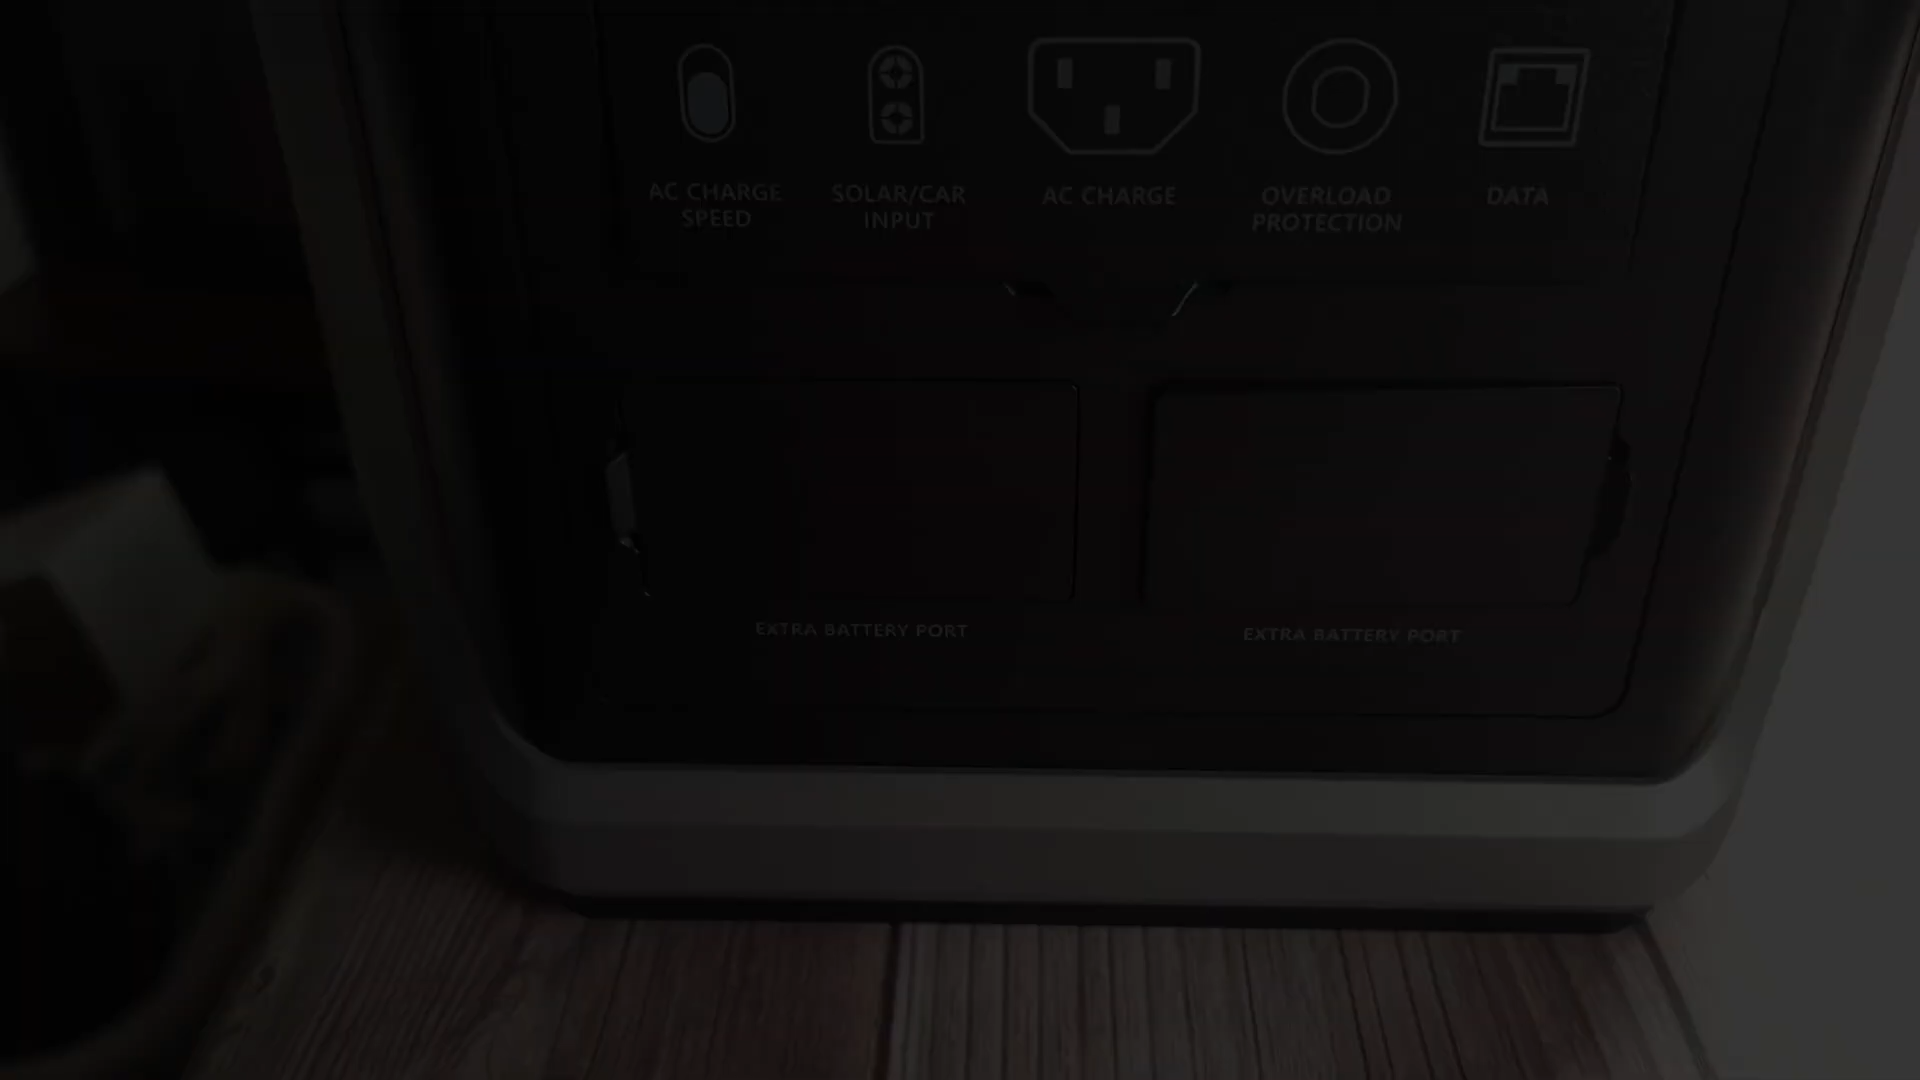 AC CHARGE
SPEED
SOLAR/CAR
INPUT
AC CHARGE
OVERLOAD
PROTECTION
DATA
EXTRA BATTERY PORT
EXTRA BATTERY PORT